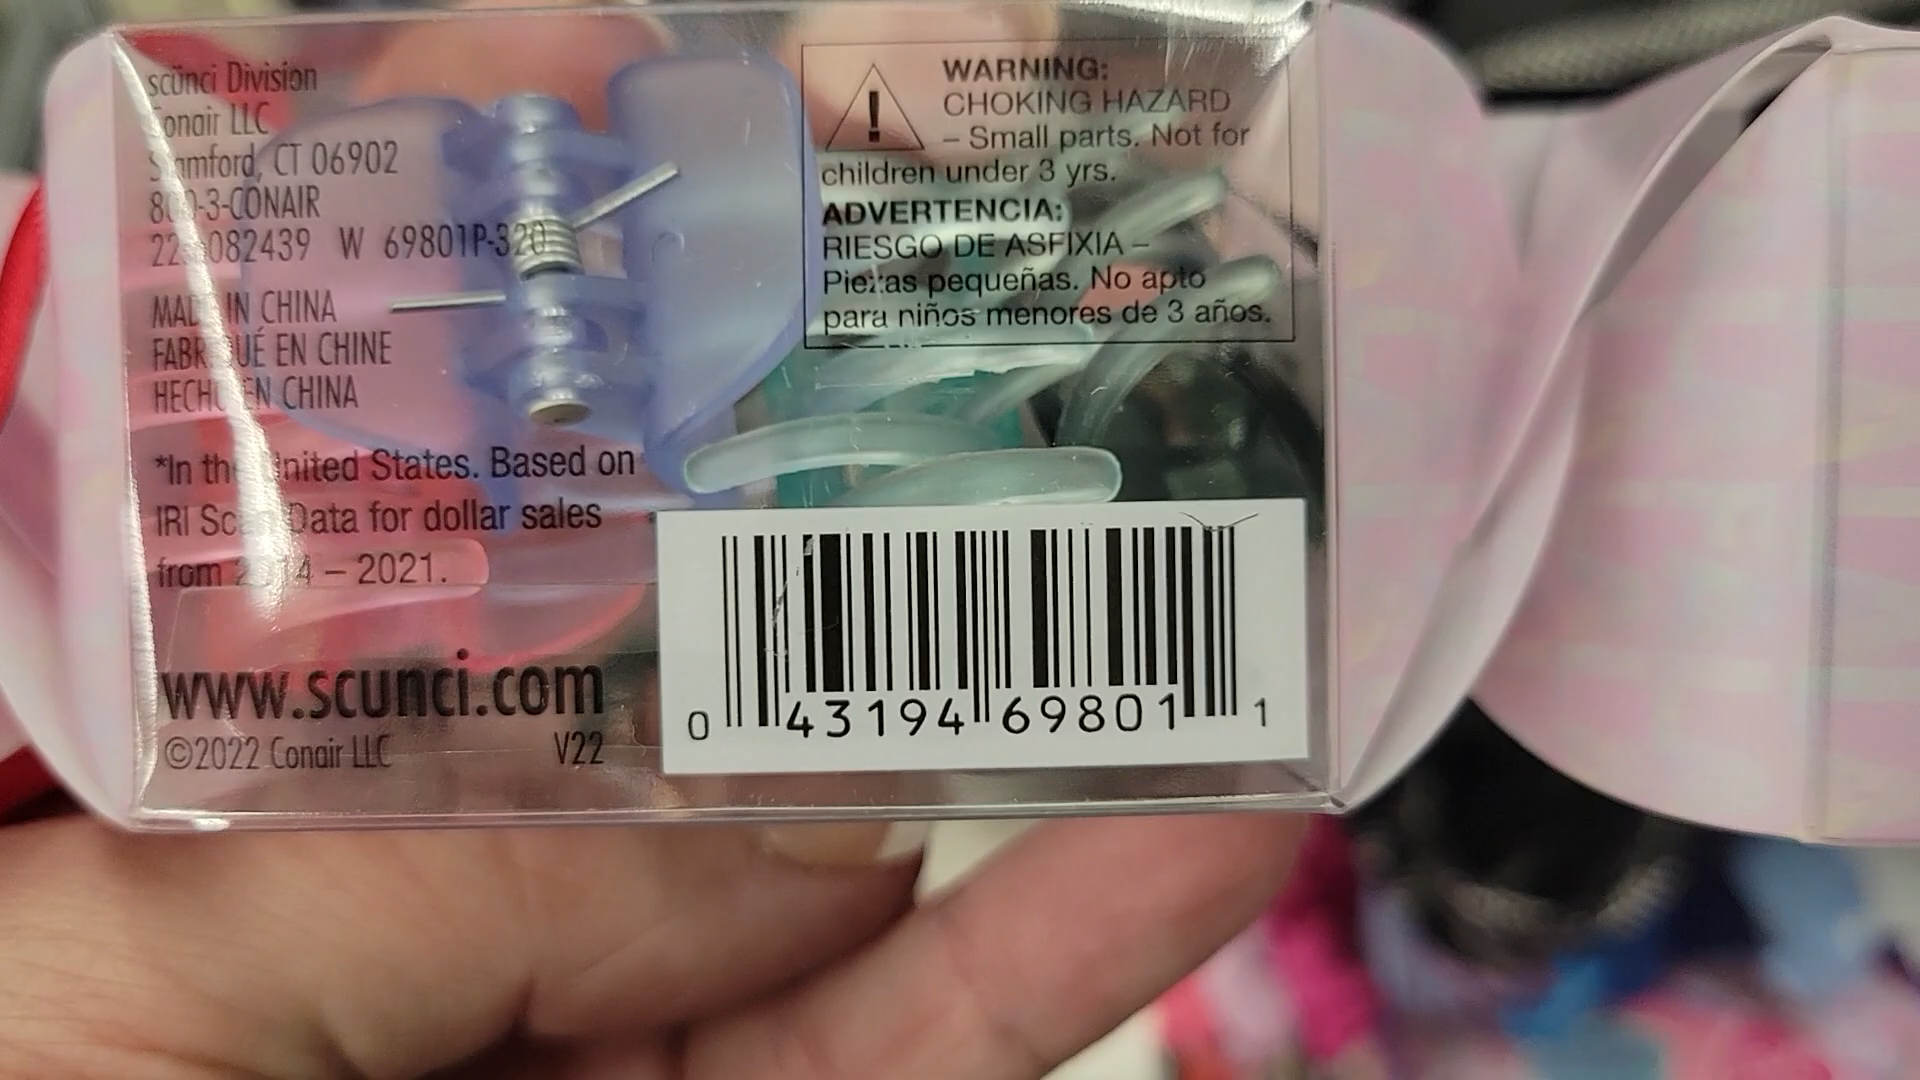 scünci Division
Conair LLC
Stamford, CT 06902
800-3-CONAIR
W 69801P-320
MADE IN CHINA
FABRIQUÉ EN CHINE
HECHO EN CHINA
*In the United States. Based on
IRI Scan Data for dollar sales
from – 2021.
www.scunci.com
©2022 Conair LLC V22
WARNING:
CHOKING HAZARD
– Small parts. Not for
children under 3 yrs.
ADVERTENCIA:
RIESGO DE ASFIXIA –
Piezas pequeñas. No apto
para niños menores de 3 años.
0 43194 69801 1